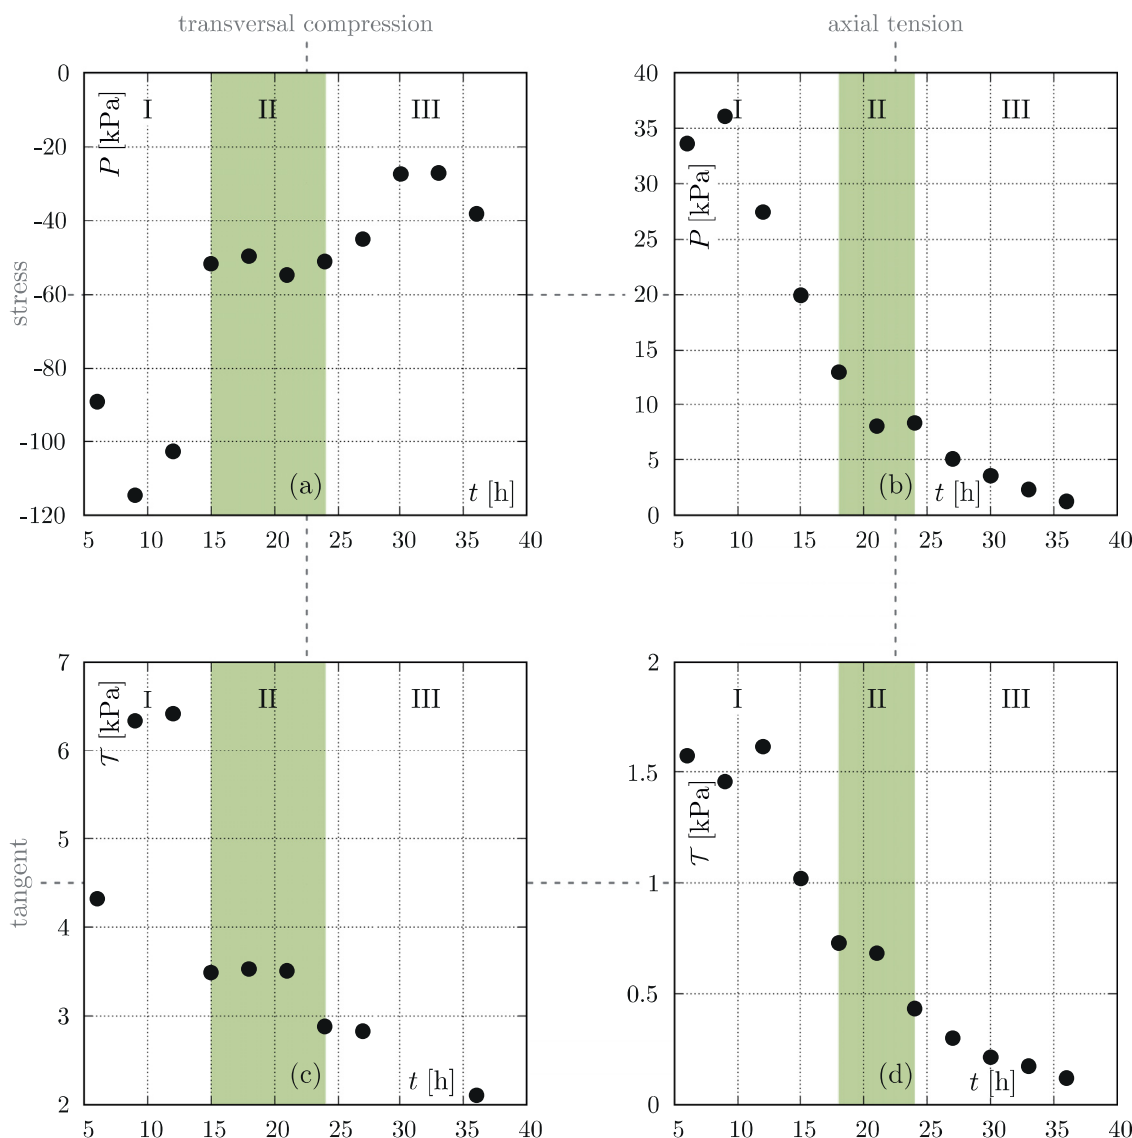 transversal compression
axial tension
stress
tangent
0
-20
-40
-60
-80
-100
-120
P [kPa]
I
II
III
(a)
t [h]
5 10 15 20 25 30 35 40
40
35
30
25
20
15
10
5
0
P [kPa]
I
II
III
(b)
t [h]
5 10 15 20 25 30 35 40
7
6
5
4
3
2
𝒯 [kPa]
I
II
III
(c)
t [h]
5 10 15 20 25 30 35 40
2
1.5
1
0.5
0
𝒯 [kPa]
I
II
III
(d)
t [h]
5 10 15 20 25 30 35 40